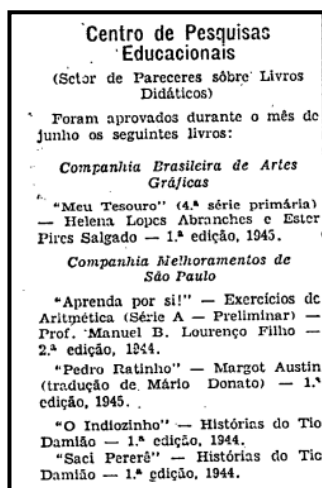 Centro de Pesquisas
Educacionais
(Setor de Pareceres sôbre Livros
Didáticos)
Foram aprovados durante o mês de
junho os seguintes livros:
Companhia Brasileira de Artes
Gráficas
"Meu Tesouro" (4.ª série primária)
— Helena Lopes Abranches e Ester
Pires Salgado — 1.ª edição, 1945.
Companhia Melhoramentos de
São Paulo
"Aprenda por si!" — Exercícios de
Aritmética (Série A — Preliminar) —
Prof. Manuel B. Lourenço Filho —
2.ª edição, 1944.
"Pedro Ratinho" — Margot Austin
(tradução de Mário Donato) — 1.ª
edição, 1945.
"O Indiozinho" — Histórias do Tio
Damião — 1.ª edição, 1944.
"Saci Pererê" — Histórias do Tio
Damião — 1.ª edição, 1944.